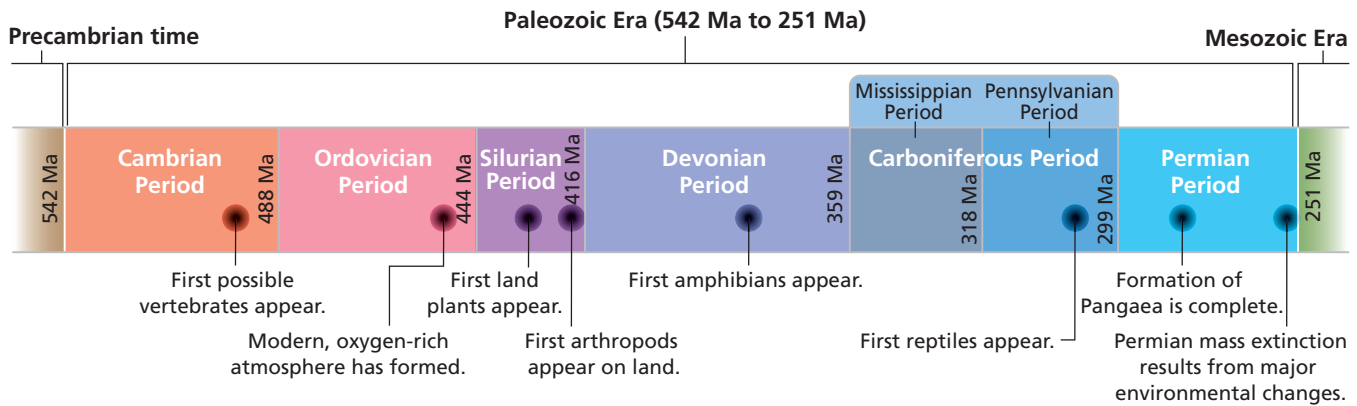 Paleozoic Era (542 Ma to 251 Ma)
Precambrian time
Mesozoic Era
Mississippian
Period
Pennsylvanian
Period
542 Ma
Cambrian
Period
488 Ma
Ordovician
Period
444 Ma
Silurian
Period
416 Ma
Devonian
Period
359 Ma
Carboniferous Period
318 Ma
299 Ma
Permian
Period
251 Ma
First possible
vertebrates appear.
Modern, oxygen-rich
atmosphere has formed.
First land
plants appear.
First arthropods
appear on land.
First amphibians appear.
First reptiles appear.
Formation of
Pangaea is complete.
Permian mass extinction
results from major
environmental changes.